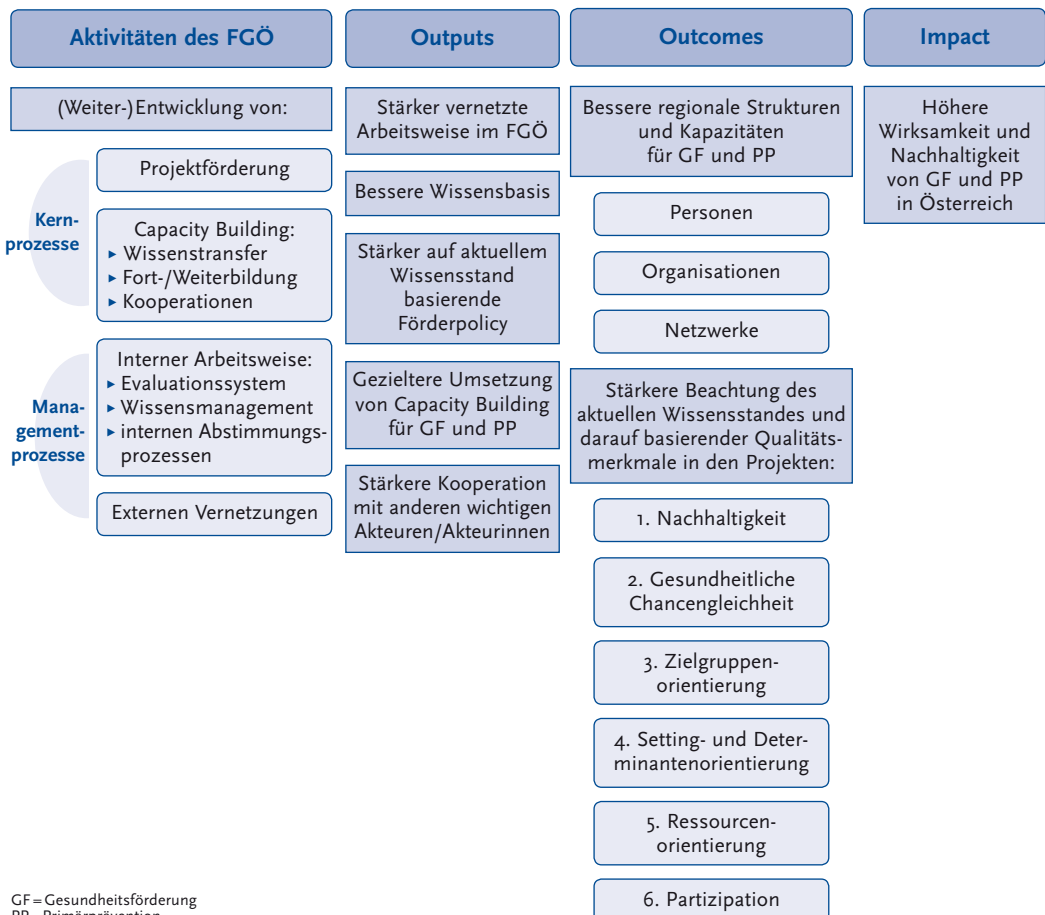 Aktivitäten des FGÖ
(Weiter-)Entwicklung von:
Kern-
prozesse
Projektförderung
Capacity Building:
▸ Wissenstransfer
▸ Fort-/Weiterbildung
▸ Kooperationen
Mana-
gement-
prozesse
Interner Arbeitsweise:
▸ Evaluationssystem
▸ Wissensmanagement
▸ internen Abstimmungs-
prozessen
Externen Vernetzungen
Outputs
Stärker vernetzte
Arbeitsweise im FGÖ
Bessere Wissensbasis
Stärker auf aktuellem
Wissensstand
basierende
Förderpolicy
Gezieltere Umsetzung
von Capacity Building
für GF und PP
Stärkere Kooperation
mit anderen wichtigen
Akteuren/Akteurinnen
Outcomes
Bessere regionale Strukturen
und Kapazitäten
für GF und PP
Personen
Organisationen
Netzwerke
Stärkere Beachtung des
aktuellen Wissensstandes und
darauf basierender Qualitäts-
merkmale in den Projekten:
1. Nachhaltigkeit
2. Gesundheitliche
Chancengleichheit
3. Zielgruppen-
orientierung
4. Setting- und Deter-
minantenorientierung
5. Ressourcen-
orientierung
6. Partizipation
Impact
Höhere
Wirksamkeit und
Nachhaltigkeit
von GF und PP
in Österreich
GF = Gesundheitsförderung
PP = Primärprävention